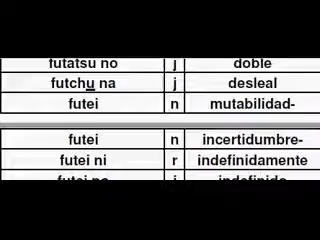 futatsu no j doble
futchu na j desleal
futei n mutabilidad-
futei n incertidumbre-
futei ni r indefinidamente